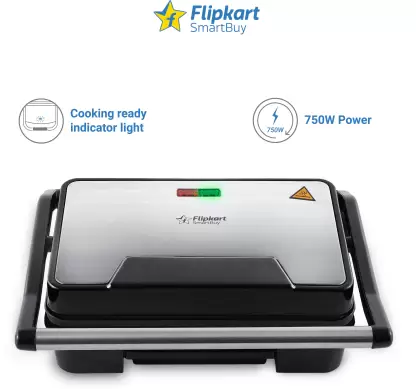 Flipkart
SmartBuy
Cooking ready
indicator light
750W
750W Power
Flipkart
SmartBuy